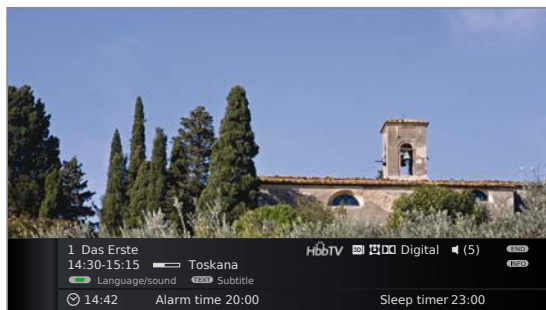 1 Das Erste HbbTV 3D Digital (5) END
14:30-15:15 Toskana INFO
Language/sound TEXT Subtitle
14:42 Alarm time 20:00 Sleep timer 23:00